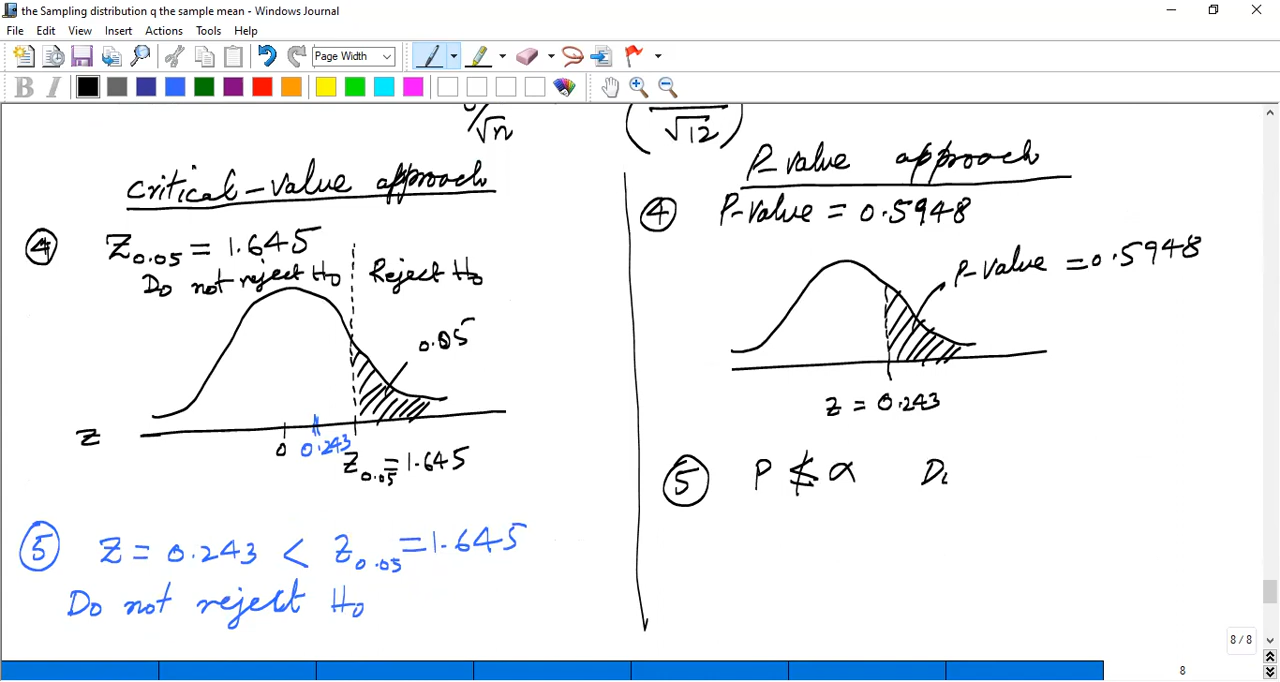 the Sampling distribution q the sample mean - Windows Journal
File Edit View Insert Actions Tools Help
Page Width
B I
√n
√12
Critical-value approach
④ Z0.05 = 1.645
Do not reject H0 Reject H0
0.05
Z
0 0.243 Z0.05 = 1.645
⑤ Z = 0.243 < Z0.05 = 1.645
Do not reject H0
P-value approach
④ P-value = 0.5948
P-value = 0.5948
Z = 0.243
⑤ P ≰ α Do
8 / 8
8